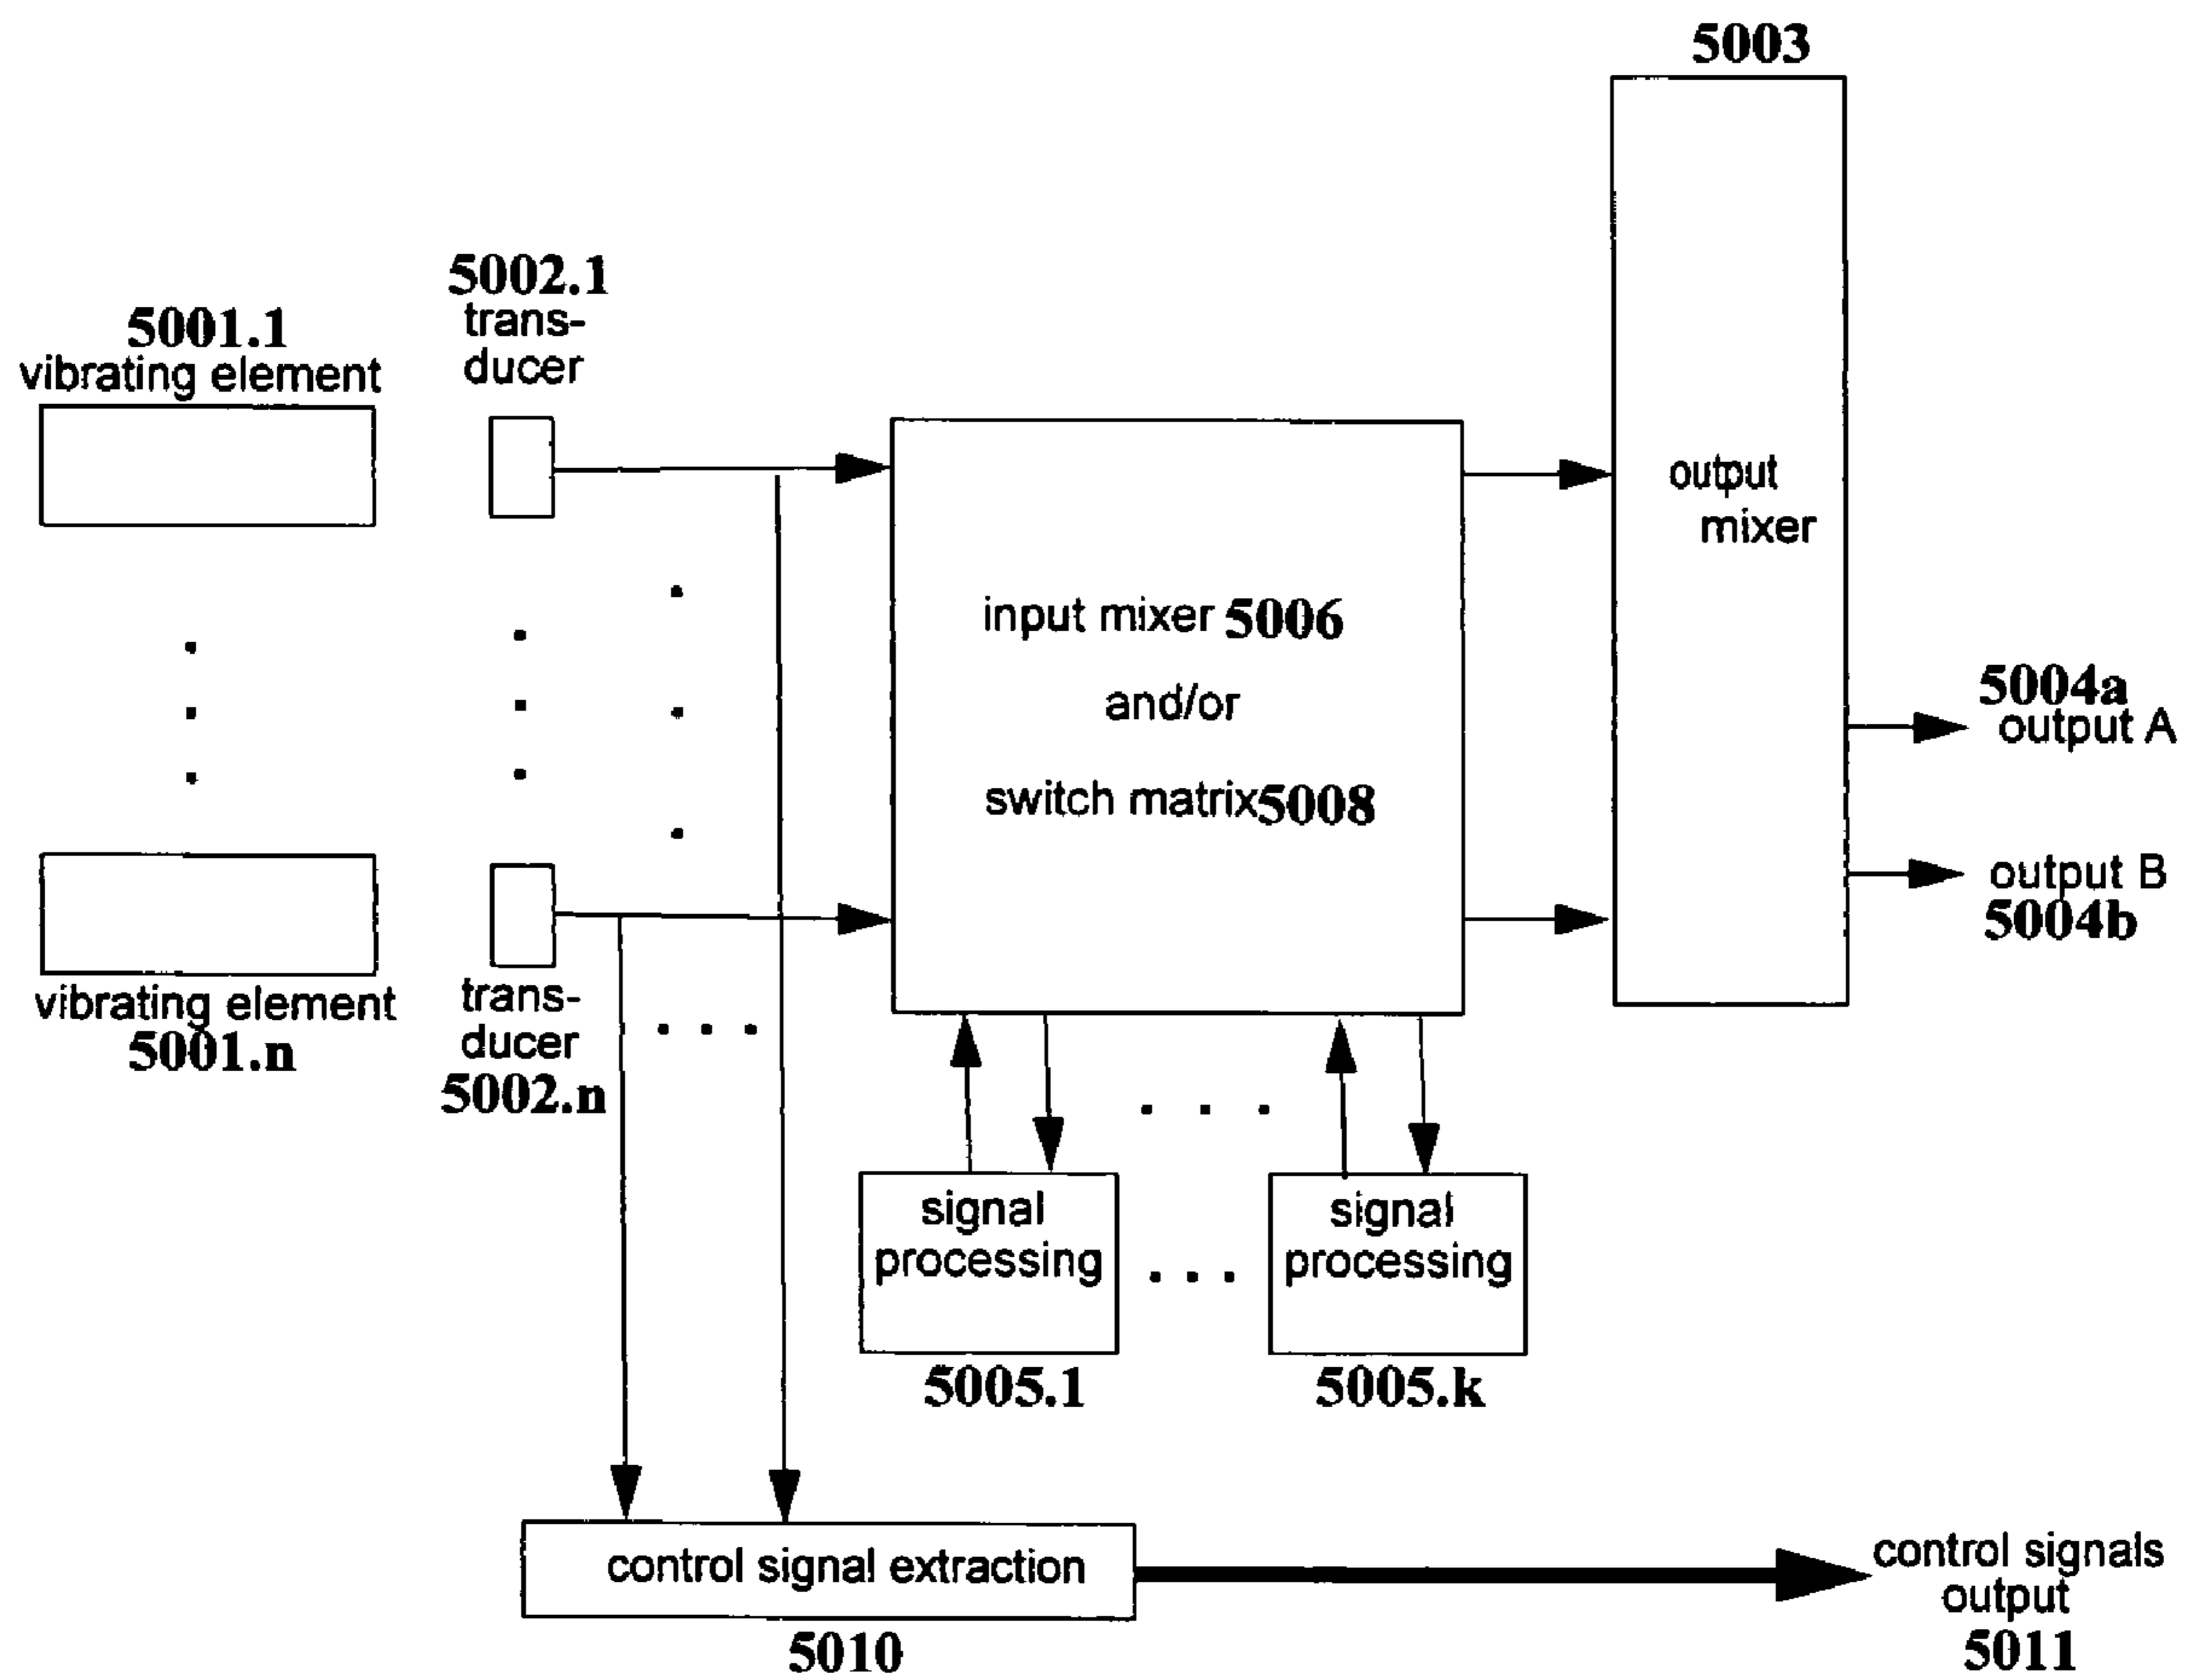 5003
5002.1
trans-
ducer
5001.1
vibrating element
output
mixer
input mixer 5006
and/or
switch matrix5008
5004a
output A
output B
5004b
vibrating element
5001.n
trans-
ducer
5002.n
signal
processing
5005.1
signal
processing
5005.k
control signal extraction
5010
control signals
output
5011